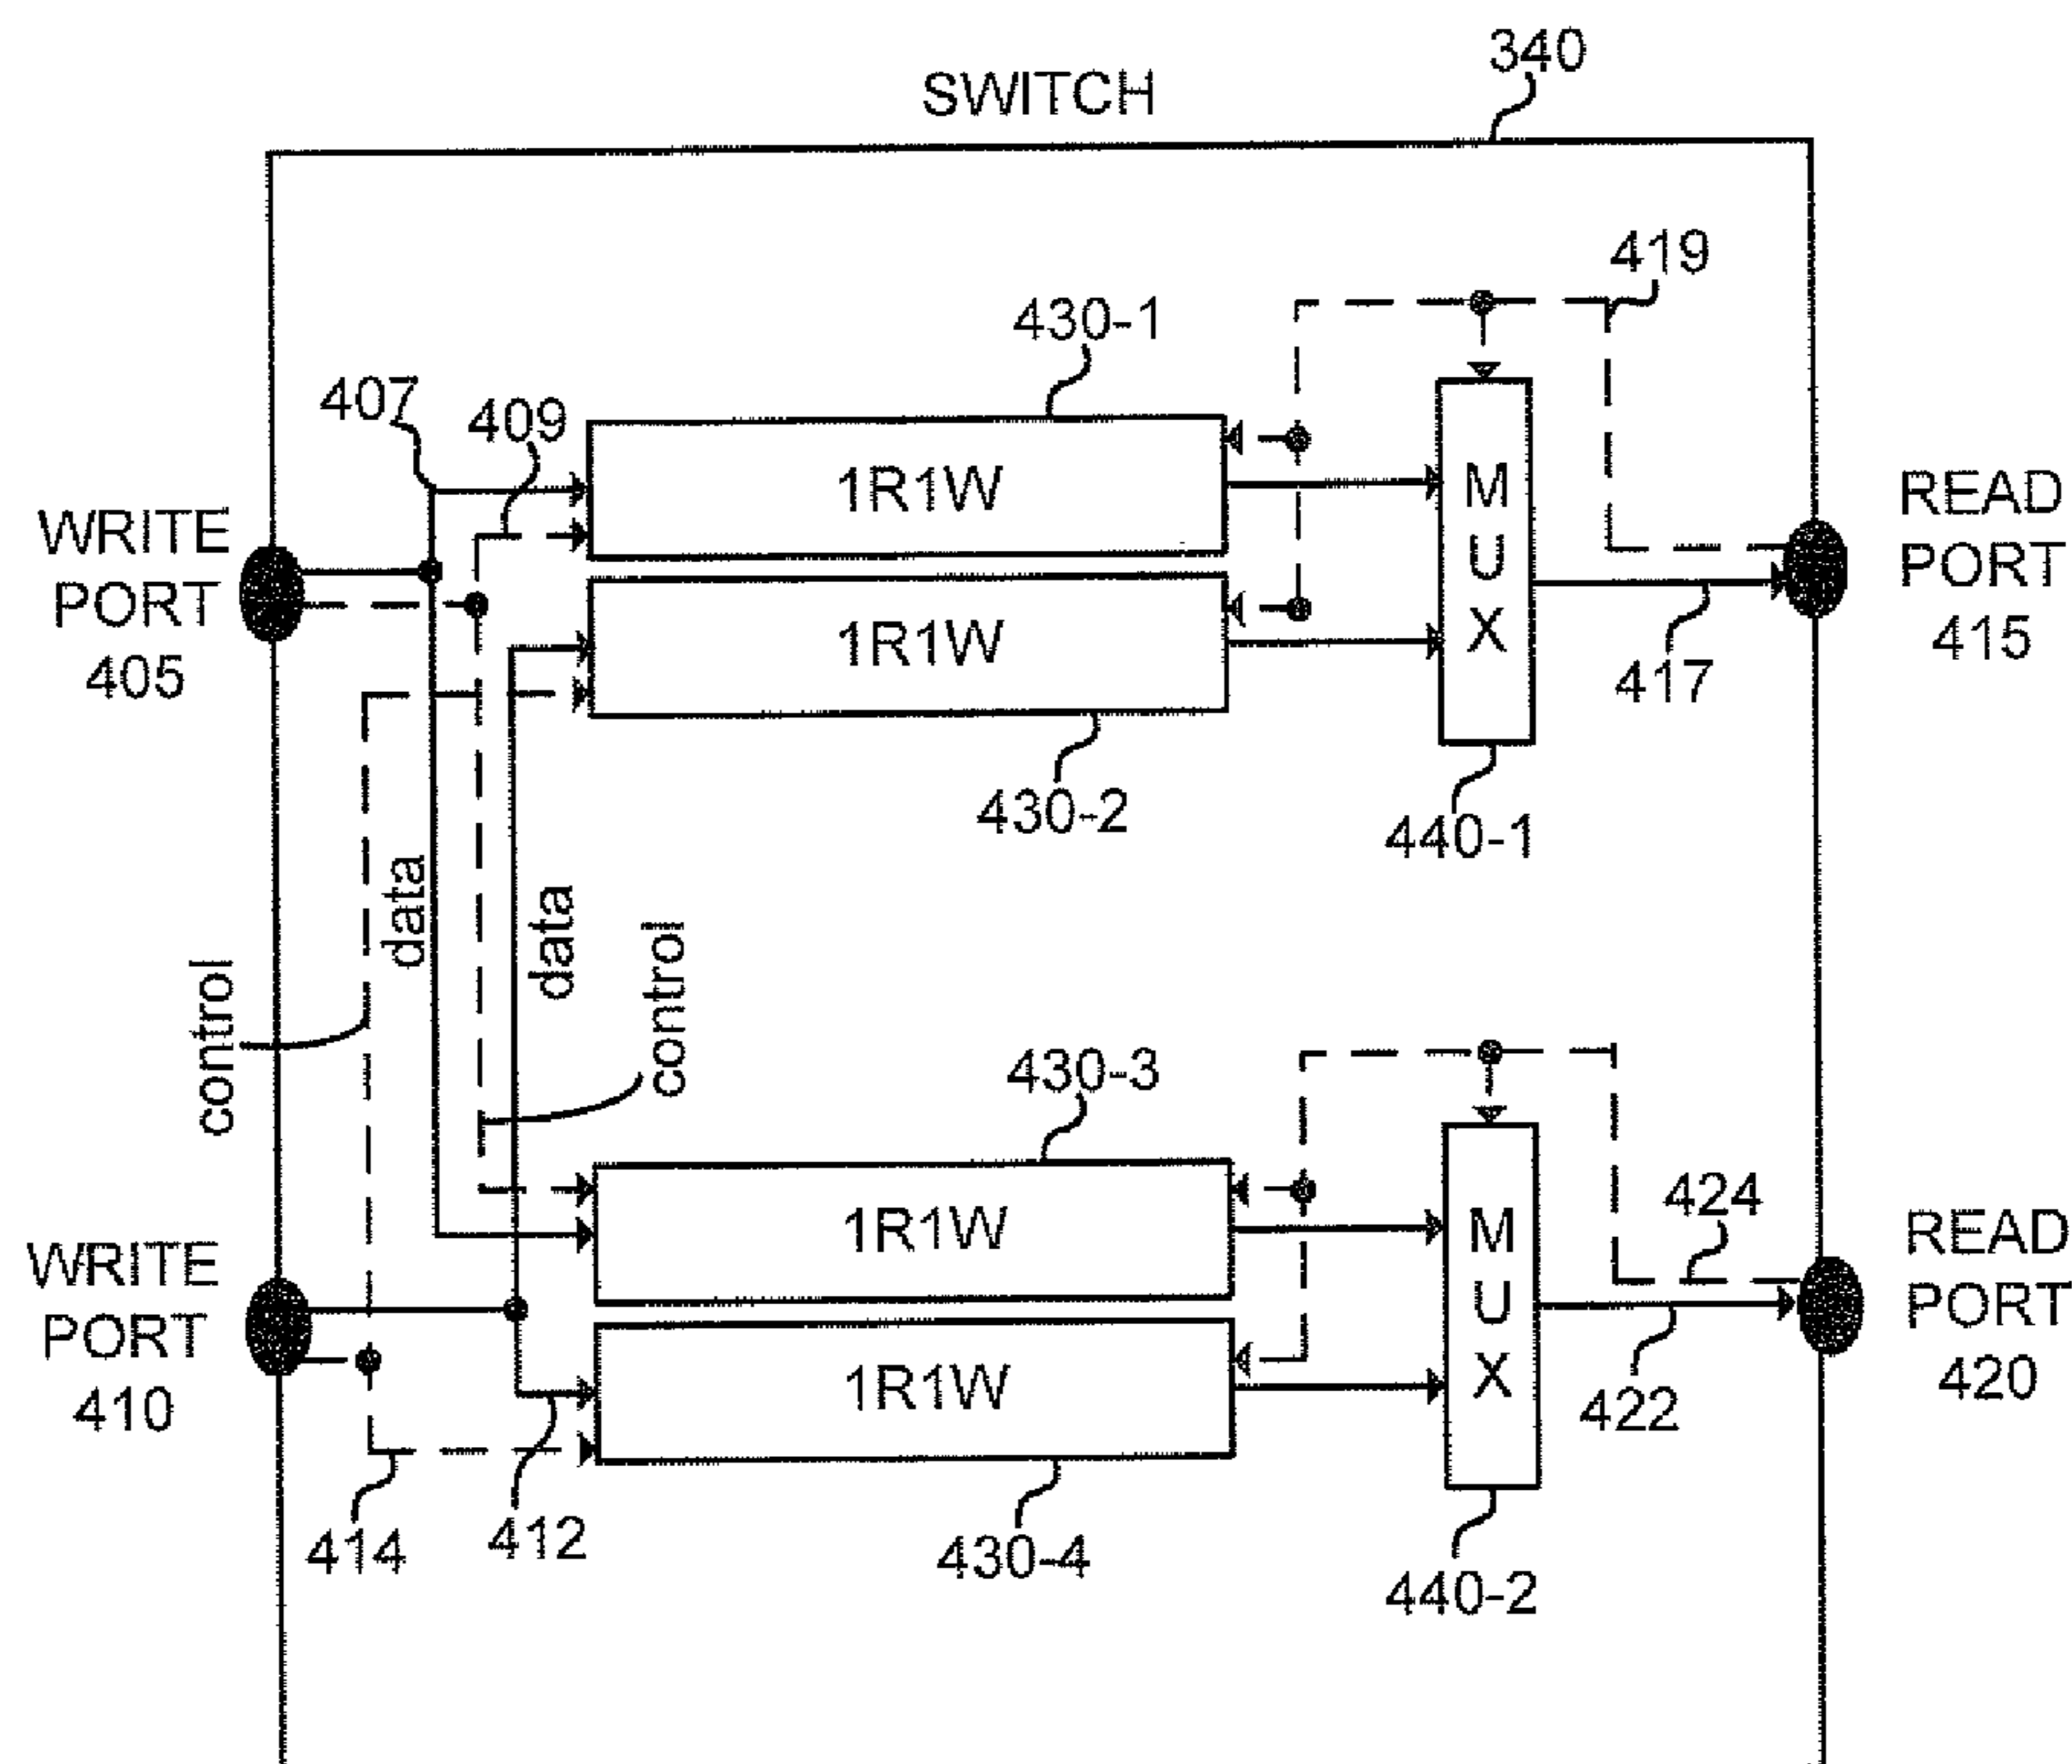 340
SWITCH
419
430-1
407
409
1R1W
MUX
WRITE
PORT
405
READ
PORT
415
1R1W
417
430-2
440-1
data
data
control
control
430-3
424
1R1W
MUX
WRITE
PORT
410
READ
PORT
420
1R1W
422
414
412
430-4
440-2